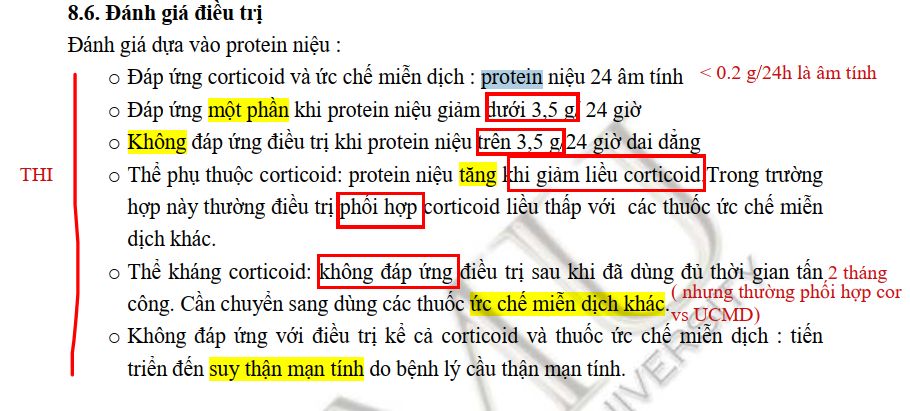 8.6. Đánh giá điều trị
Đánh giá dựa vào protein niệu :
o Đáp ứng corticoid và ức chế miễn dịch : protein niệu 24 âm tính < 0.2 g/24h là âm tính
o Đáp ứng một phần khi protein niệu giảm dưới 3,5 g/ 24 giờ
o Không đáp ứng điều trị khi protein niệu trên 3,5 g/24 giờ dai dẳng
THI
o Thể phụ thuộc corticoid: protein niệu tăng khi giảm liều corticoid.Trong trường
hợp này thường điều trị phối hợp corticoid liều thấp với các thuốc ức chế miễn
dịch khác.
o Thể kháng corticoid: không đáp ứng điều trị sau khi đã dùng đủ thời gian tấn 2 tháng
công. Cần chuyển sang dùng các thuốc ức chế miễn dịch khác. ( nhưng thường phối hợp cor
vs UCMD)
o Không đáp ứng với điều trị kể cả corticoid và thuốc ức chế miễn dịch : tiến
triển đến suy thận mạn tính do bệnh lý cầu thận mạn tính.
MU
UNIVERSITY